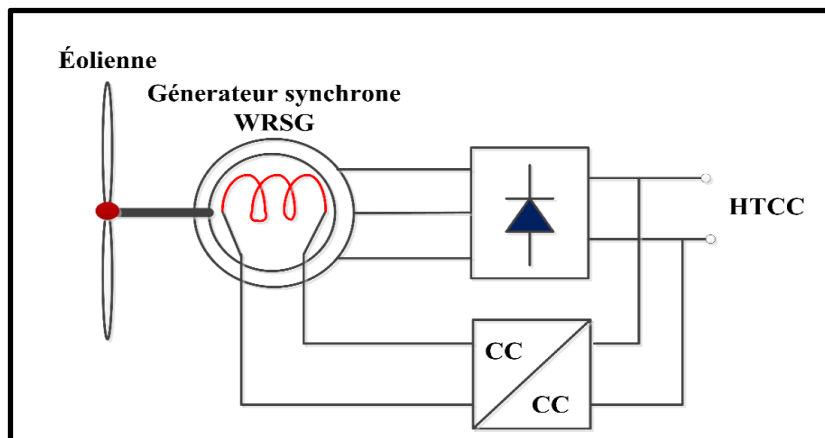 Éolienne
Génerateur synchrone
WRSG
HTCC
CC
CC